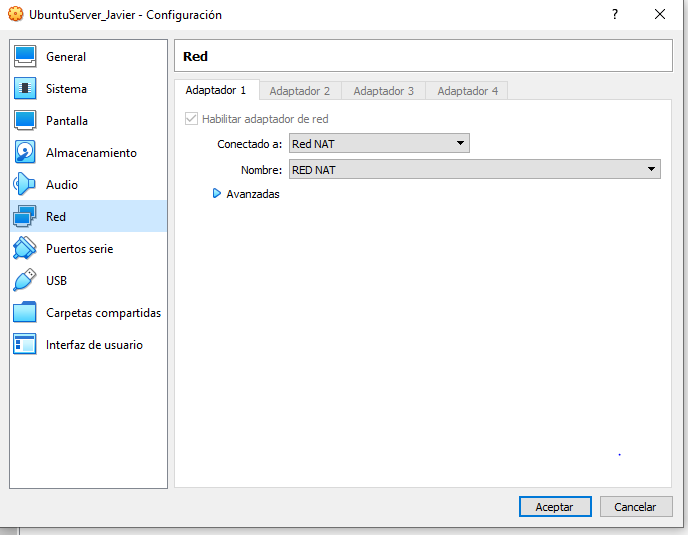 UbuntuServer_Javier - Configuración
?
General
Sistema
Pantalla
Almacenamiento
Audio
Red
Puertos serie
USB
Carpetas compartidas
Interfaz de usuario
Red
Adaptador 1 Adaptador 2 Adaptador 3 Adaptador 4
Habilitar adaptador de red
Conectado a: Red NAT
Nombre: RED NAT
Avanzadas
Aceptar Cancelar